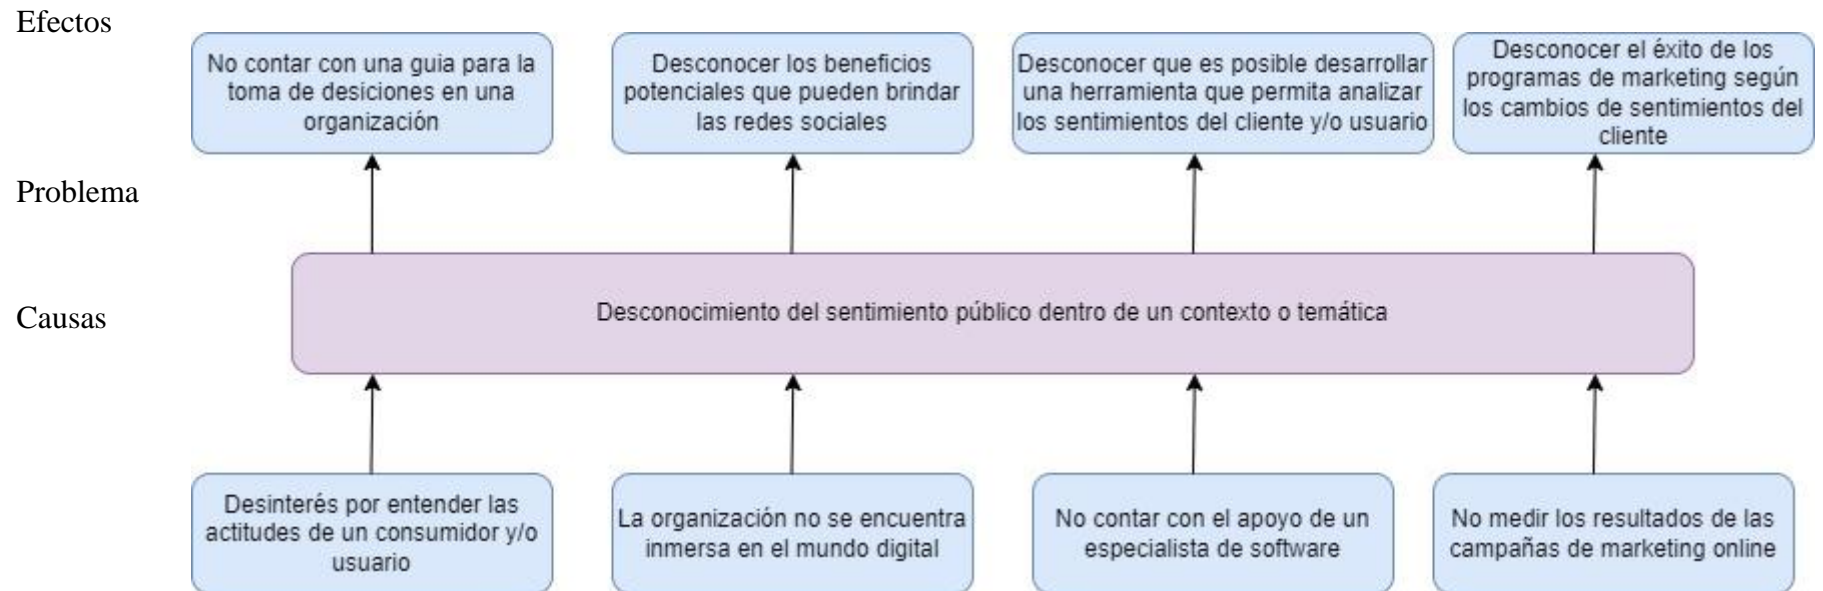 Efectos
No contar con una guia para la
toma de desiciones en una
organización
Desconocer los beneficios
potenciales que pueden brindar
las redes sociales
Desconocer que es posible desarrollar
una herramienta que permita analizar
los sentimientos del cliente y/o usuario
Desconocer el éxito de los
programas de marketing según
los cambios de sentimientos del
cliente
Problema
Desconocimiento del sentimiento público dentro de un contexto o temática
Causas
Desinterés por entender las
actitudes de un consumidor y/o
usuario
La organización no se encuentra
inmersa en el mundo digital
No contar con el apoyo de un
especialista de software
No medir los resultados de las
campañas de marketing online